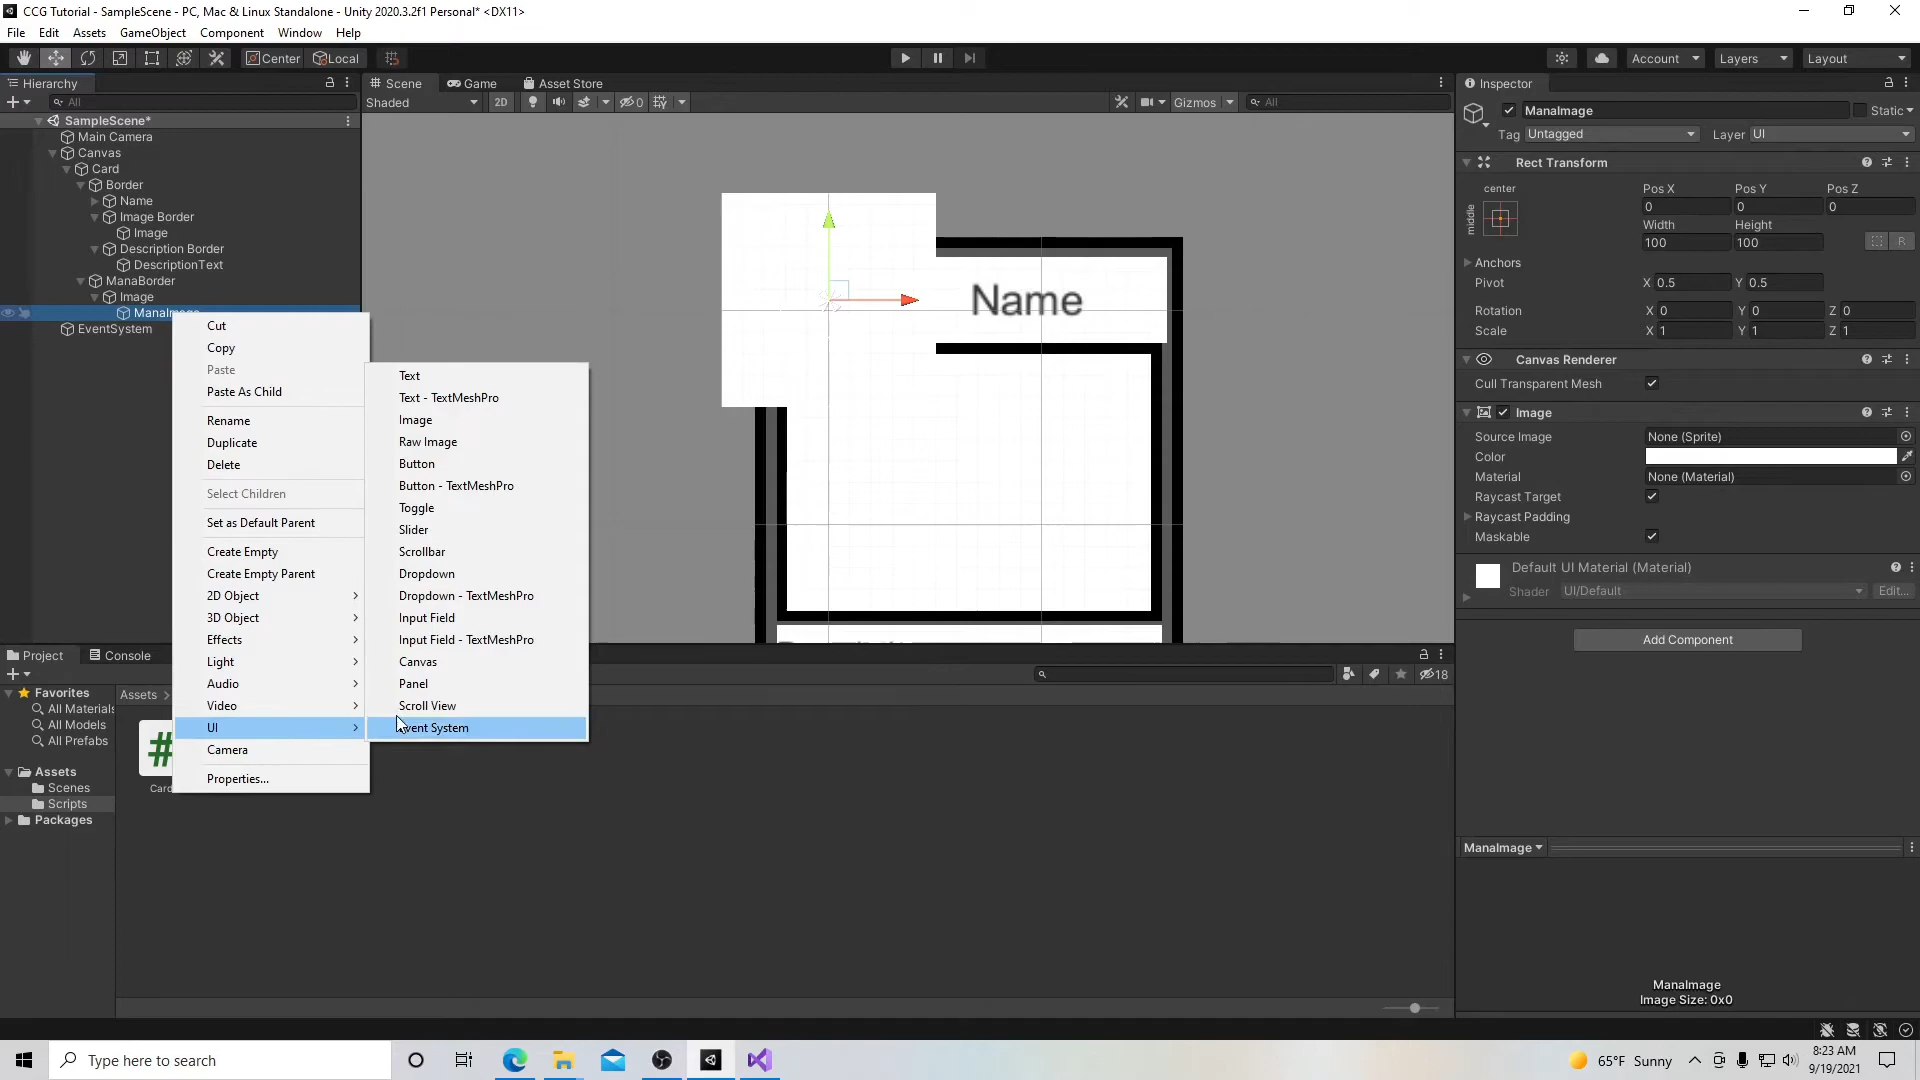 CCG Tutorial - SampleScene - PC, Mac & Linux Standalone - Unity 2020.3.2f1 Personal* <DX11>
File Edit Assets GameObject Component Window Help
Center Local Account Layers Layout
Hierarchy
All
SampleScene*
Main Camera
Canvas
Card
Border
Name
Image Border
Image
Description Border
DescriptionText
ManaBorder
Image
EventSystem
Cut
Copy
Paste
Paste As Child
Rename
Duplicate
Delete
Select Children
Set as Default Parent
Create Empty
Create Empty Parent
2D Object
3D Object
Effects
Light
Audio
Video
UI
Camera
Properties...
Text
Text - TextMeshPro
Image
Raw Image
Button
Button - TextMeshPro
Toggle
Slider
Scrollbar
Dropdown
Dropdown - TextMeshPro
Input Field
Input Field - TextMeshPro
Canvas
Panel
Scroll View
Scene Game Asset Store
Shaded 2D 0 Gizmos All
Name
Inspector
ManaImage Static
Tag Untagged Layer UI
Rect Transform
center
middle
Pos X Pos Y Pos Z
0 0 0
Width Height
100 100 R
Anchors
Pivot X 0.5 Y 0.5
Rotation X 0 Y 0 Z 0
Scale X 1 Y 1 Z 1
Canvas Renderer
Cull Transparent Mesh
Image
Source Image None (Sprite)
Color
Material None (Material)
Raycast Target
Raycast Padding
Maskable
Default UI Material (Material)
Shader UI/Default Edit...
Add Component
ManaImage
ManaImage
Image Size: 0x0
Project Console
18
Favorites
All Materials
All Models
All Prefabs
Assets
Scenes
Scripts
Packages
Assets >
#
Type here to search
65°F Sunny
8:23 AM
9/19/2021